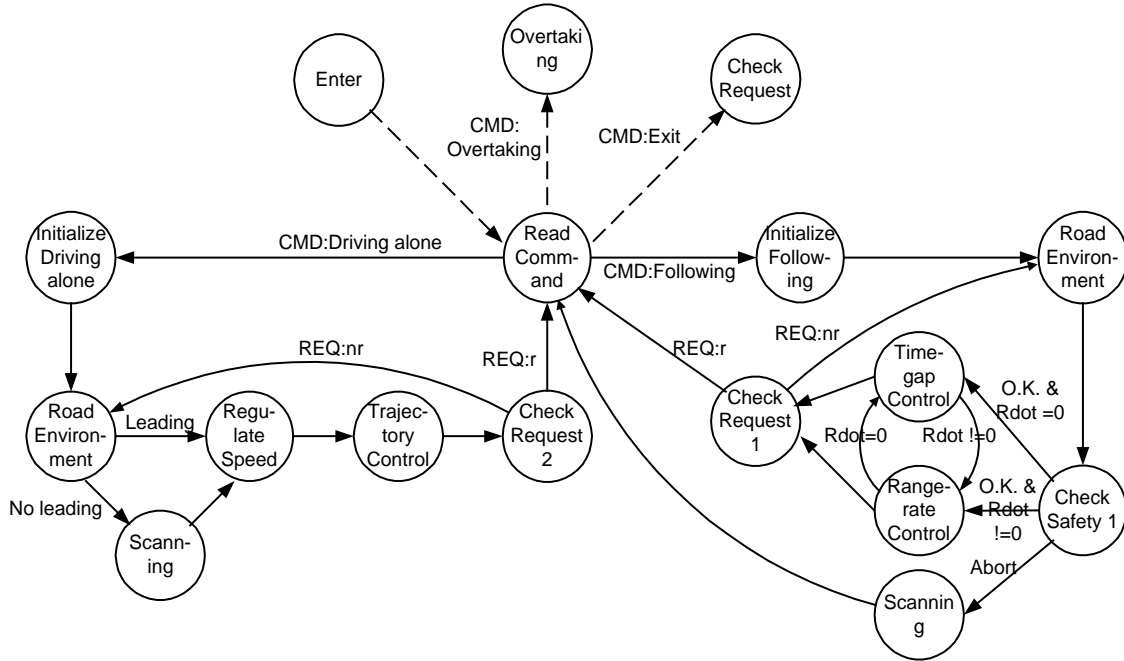 Overtaki
ng
Enter
Check
Request
CMD:
Overtaking
CMD:Exit
Initialize
Driving
alone
CMD:Driving alone
Read
Comm-
and
CMD:Following
Initialize
Follow-
ing
Road
Environ-
ment
REQ:nr
REQ:r
REQ:r
REQ:nr
Time-
gap
Control
O.K. &
Rdot =0
Road
Environ-
ment
Leading
Regu-
late
Speed
Trajec-
tory
Control
Check
Request
2
Check
Request
1
Rdot=0
Rdot !=0
No leading
Scann-
ing
Range-
rate
Control
O.K. &
Rdot
!=0
Check
Safety 1
Abort
Scannin
g